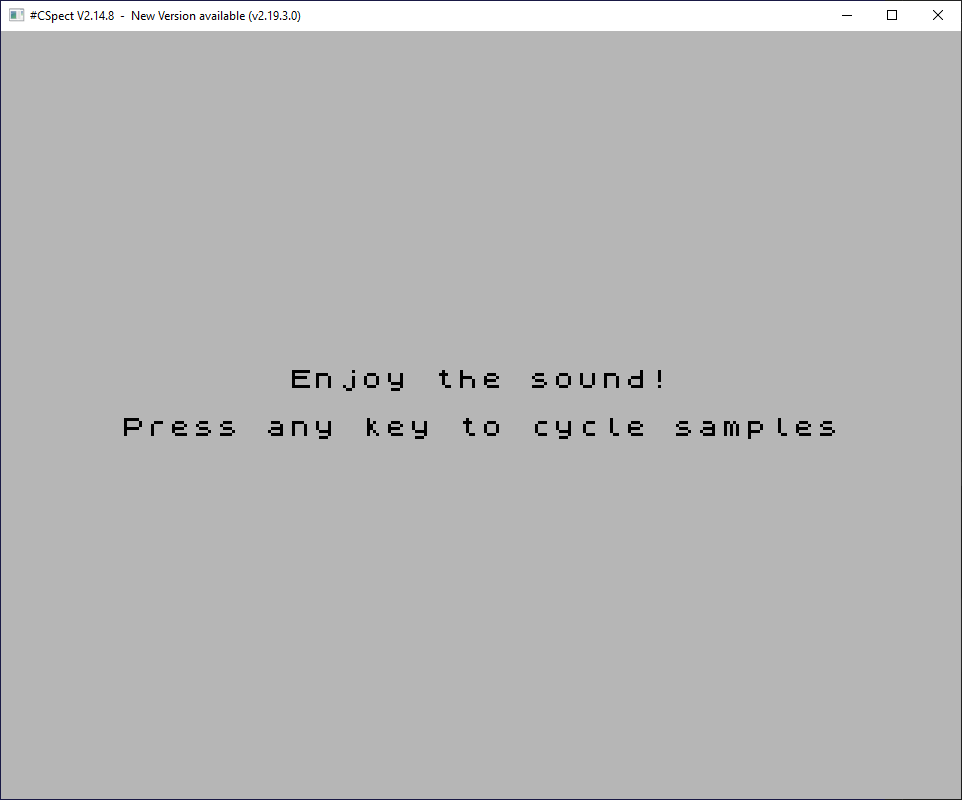 #CSpect V2.14.8 - New Version available (v2.19.3.0)
Enjoy the sound!
Press any key to cycle samples